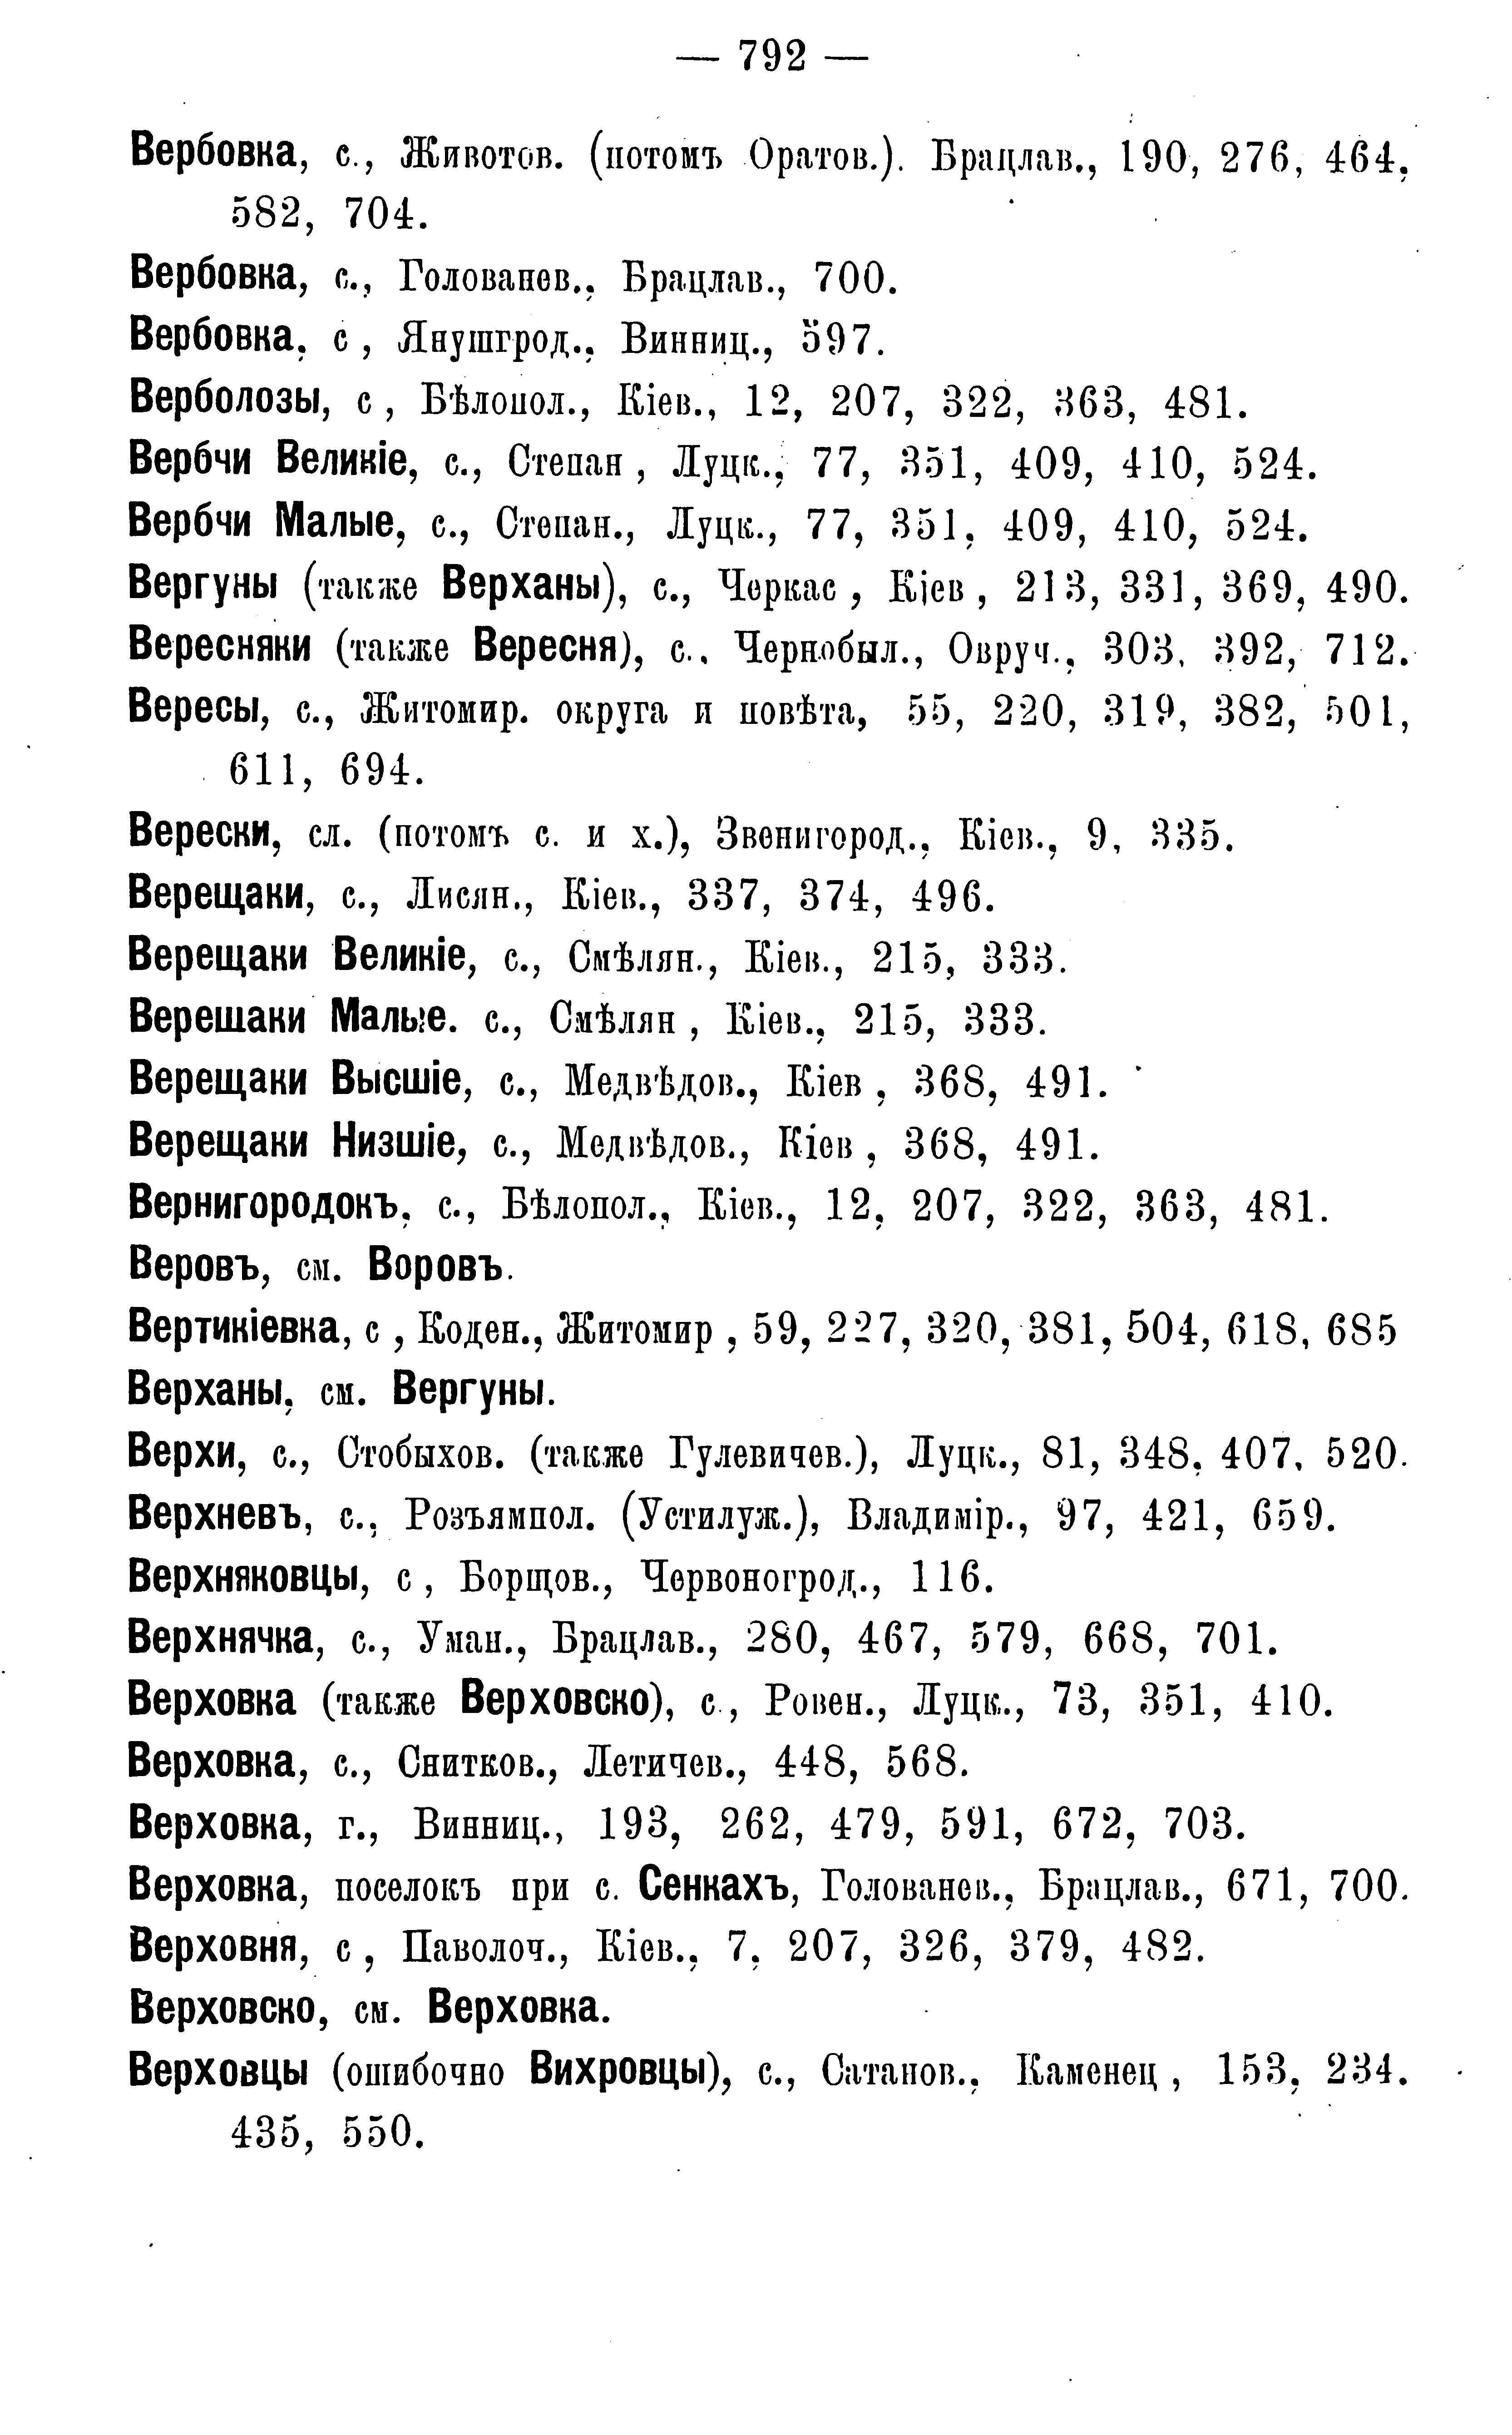 — 792 —
Вербовка, с., Животов. (потомъ Оратов.). Брацлав., 190, 276, 464,
582, 704.
Вербовка, с., Голованев., Брацлав., 700.
Вербовка, с , Янушгрод., Винниц., 597.
Верболозы, с , Бѣлопол., Кіев., 12, 207, 322, 363, 481.
Вербчи Великіе, с., Степан , Луцк., 77, 351, 409, 410, 524.
Вербчи Малые, с., Степан., Луцк., 77, 351, 409, 410, 524.
Вергуны (также Верханы), с., Черкас , Кіев , 213, 331, 369, 490.
Вересняки (также Вересня), с., Чернобыл., Овруч., 303, 392, 712.
Вересы, с., Житомир. округа и повѣта, 55, 220, 319, 382, 501,
611, 694.
Верески, сл. (потомъ с. и х.), Звенигород., Кіев., 9, 335.
Верещаки, с., Лисян., Кіев., 337, 374, 496.
Верещаки Великіе, с., Смѣлян., Кіев., 215, 333.
Верещаки Малые. с., Смѣлян , Кіев., 215, 333.
Верещаки Высшіе, с., Медвѣдов., Кіев , 368, 491.
Верещаки Низшіе, с., Медвѣдов., Кіев , 368, 491.
Вернигородокъ, с., Бѣлопол., Кіев., 12, 207, 322, 363, 481.
Веровъ, см. Воровъ.
Вертикіевка, с , Коден., Житомир , 59, 227, 320, 381, 504, 618, 685
Верханы, см. Вергуны.
Верхи, с., Стобыхов. (также Гулевичев.), Луцк., 81, 348, 407, 520.
Верхневъ, с., Розъямпол. (Устилуж.), Владимір., 97, 421, 659.
Верхняковцы, с , Борщов., Червоногрод., 116.
Верхнячка, с., Уман., Брацлав., 280, 467, 579, 668, 701.
Верховка (также Верховско), с., Ровен., Луцк., 73, 351, 410.
Верховка, с., Снитков., Летичев., 448, 568.
Верховка, г., Винниц., 193, 262, 479, 591, 672, 703.
Верховка, поселокъ при с. Сенкахъ, Голованев., Брацлав., 671, 700.
Верховня, с , Паволоч., Кіев., 7, 207, 326, 379, 482.
Верховско, см. Верховка.
Верховцы (ошибочно Вихровцы), с., Сатанов., Каменец , 153, 234.
435, 550.